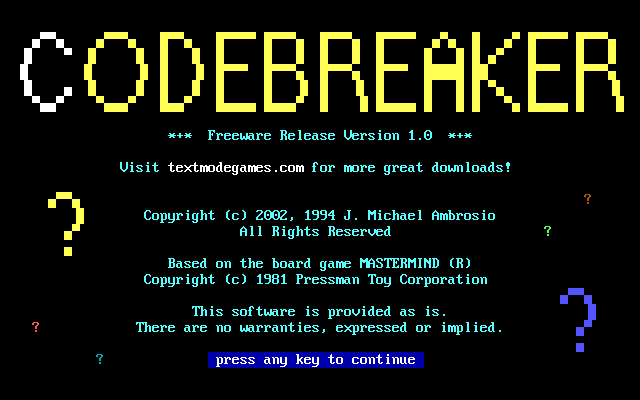 CODEBREAKER
*+* Freeware Release Version 1.0 *+*
Visit textmodegames.com for more great downloads!
?
?
Copyright (c) 2002, 1994 J. Michael Ambrosio
All Rights Reserved
?
Based on the board game MASTERMIND (R)
Copyright (c) 1981 Pressman Toy Corporation
?
This software is provided as is.
?
There are no warranties, expressed or implied.
?
press any key to continue